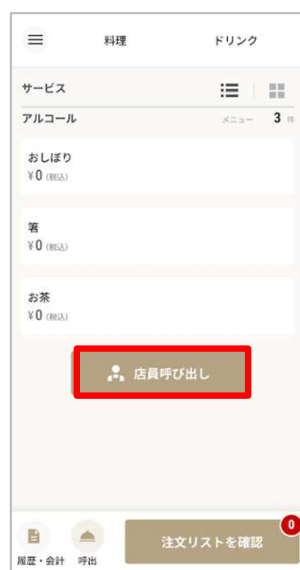 料理 ドリンク
サービス
アルコール メニュー 3 件
おしぼり
¥0 (税込)
箸
¥0 (税込)
お茶
¥0 (税込)
店員呼び出し
0
履歴・会計 呼出 注文リストを確認